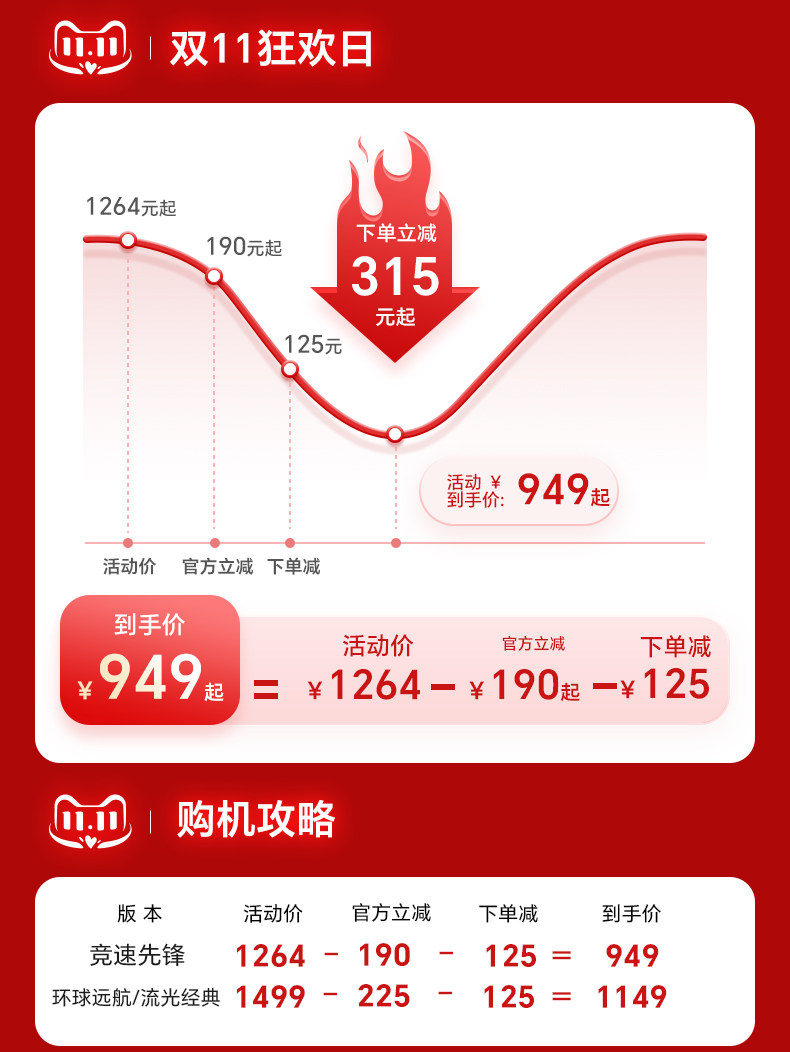 11.11
双11狂欢日
1264元起
190元起
125元
下单立减
315
元起
活动
到手价:
¥ 949起
活动价 官方立减 下单减
到手价
¥949起
=
活动价
¥1264
-
官方立减
¥190起
-
下单减
¥125
11.11
购机攻略
版 本 活动价 官方立减 下单减 到手价
竞速先锋 1264 - 190 - 125 = 949
环球远航/流光经典 1499 - 225 - 125 = 1149